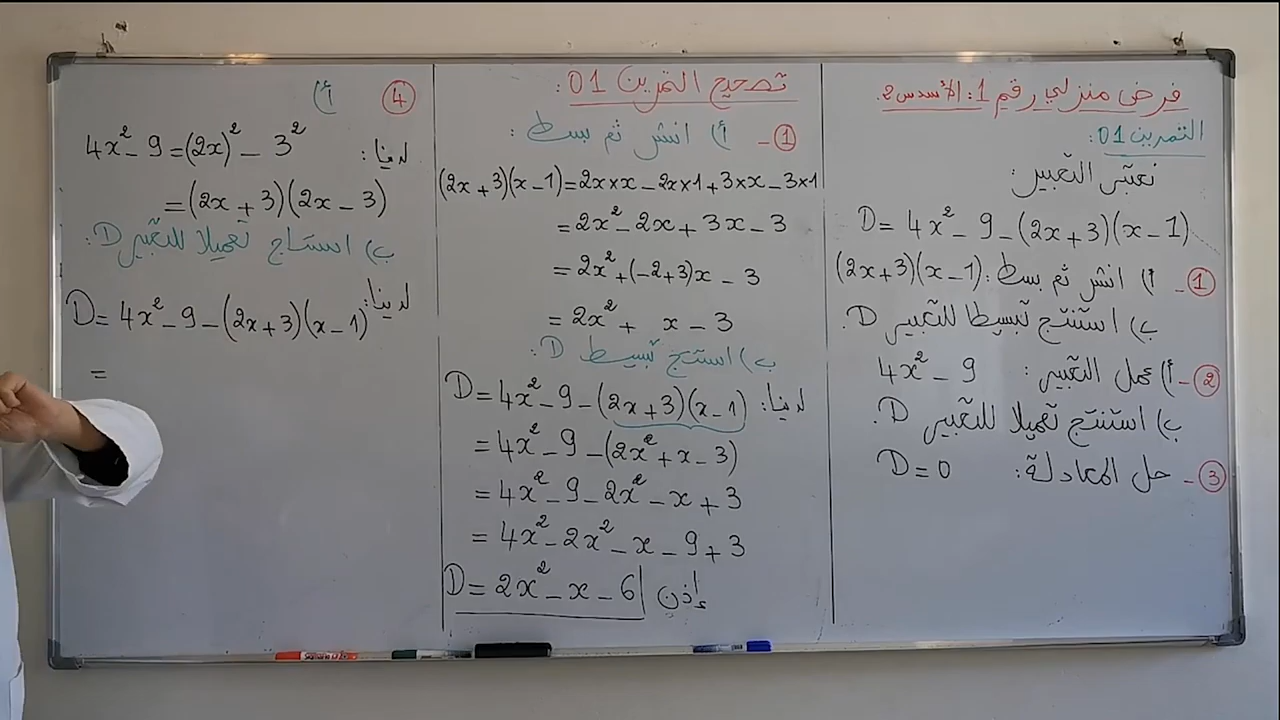 فرض منزلي رقم 1: الأسدس 2.
التمرين 01:
نعتبر التعبير:
D = 4x² - 9 - (2x+3)(x-1)
① - أ) انشر ثم بسط: (2x+3)(x-1)
ب) استنتج تبسيطا للتعبير D.
② - أ) عمل التعبير: 4x² - 9
ب) استنتج تعميلا للتعبير D.
③ - حل المعادلة: D = 0
تصحيح التمرين 01:
① - أ) انشر ثم بسط:
(2x+3)(x-1) = 2x×x - 2x×1 + 3×x - 3×1
= 2x² - 2x + 3x - 3
= 2x² + (-2+3)x - 3
= 2x² + x - 3
ب) استنتج تبسيط D:
لدينا: D = 4x² - 9 - (2x+3)(x-1)
= 4x² - 9 - (2x² + x - 3)
= 4x² - 9 - 2x² - x + 3
= 4x² - 2x² - x - 9 + 3
إذن D = 2x² - x - 6
④ أ)
لدينا: 4x² - 9 = (2x)² - 3²
= (2x+3)(2x-3)
ب) استنتاج تعميلا للتعبير D:
لدينا: D = 4x² - 9 - (2x+3)(x-1)
=